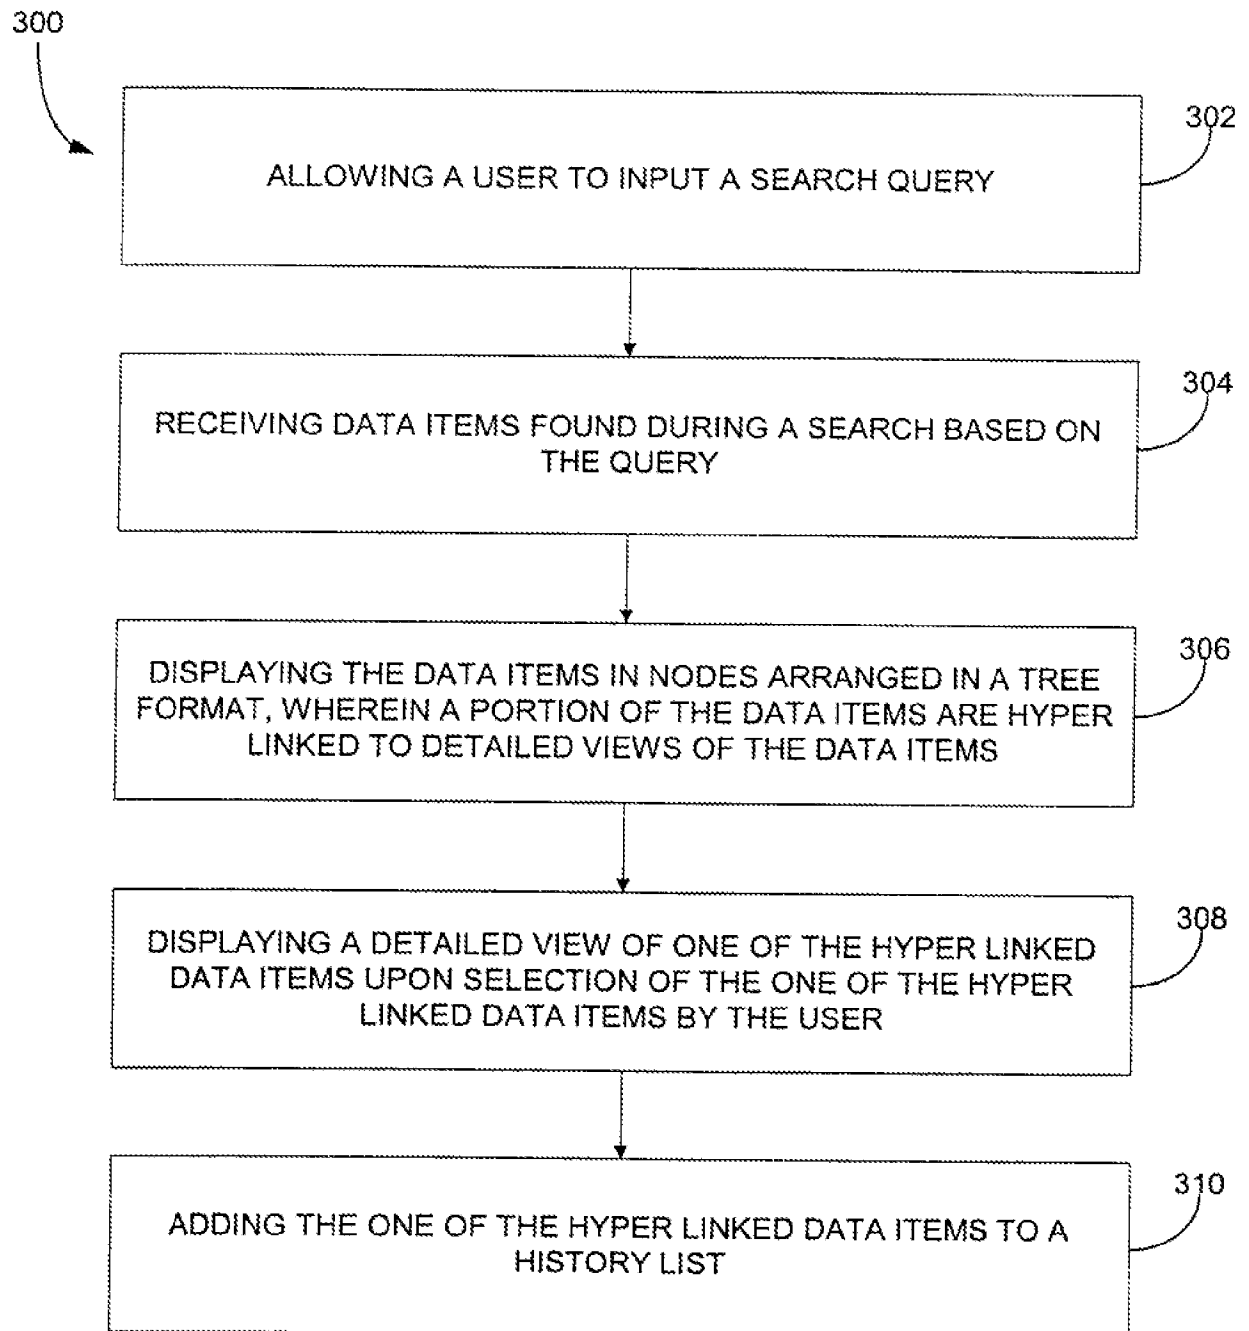 300
302
ALLOWING A USER TO INPUT A SEARCH QUERY
304
RECEIVING DATA ITEMS FOUND DURING A SEARCH BASED ON
THE QUERY
306
DISPLAYING THE DATA ITEMS IN NODES ARRANGED IN A TREE
FORMAT, WHEREIN A PORTION OF THE DATA ITEMS ARE HYPER
LINKED TO DETAILED VIEWS OF THE DATA ITEMS
308
DISPLAYING A DETAILED VIEW OF ONE OF THE HYPER LINKED
DATA ITEMS UPON SELECTION OF THE ONE OF THE HYPER
LINKED DATA ITEMS BY THE USER
310
ADDING THE ONE OF THE HYPER LINKED DATA ITEMS TO A
HISTORY LIST